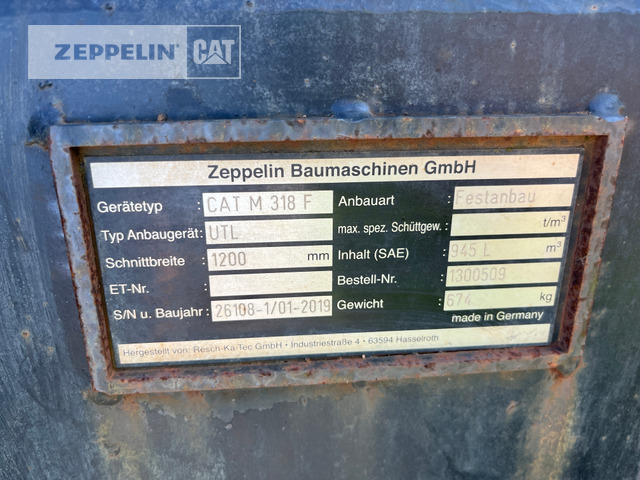 ZEPPELIN CAT
Zeppelin Baumaschinen GmbH
Gerätetyp : CAT M 318 F
Anbauart : Festanbau
Typ Anbaugerät: UTL
max. spez. Schüttgew. : t/m³
Schnittbreite : 1200 mm
Inhalt (SAE) : 945 L m³
ET-Nr. :
Bestell-Nr. : 1300509
S/N u. Baujahr: 26108-1/01-2019
Gewicht : 674 kg
made in Germany
Hergestellt von: Resch-Ka-Tec GmbH • Industriestraße 4 • 63594 Hasselroth